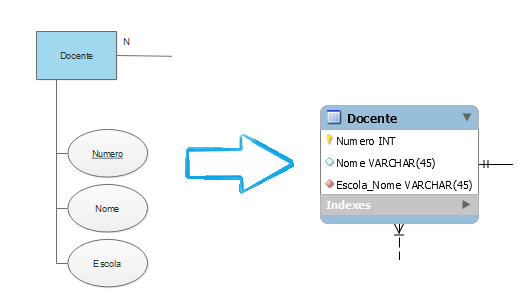 Docente
N
Numero
Nome
Escola
Docente
Numero INT
Nome VARCHAR(45)
Escola_Nome VARCHAR(45)
Indexes